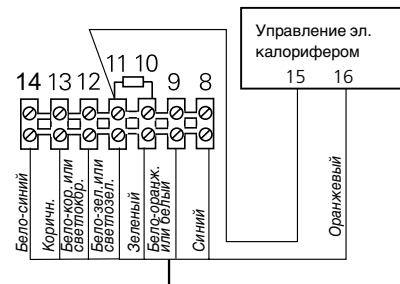 Управление эл.
калорифером
15 16
14 13 12 11 10 9 8
Бело-синий
Коричн.
Бело-кор. или
светлокор.
Бело-зел. или
светлозел.
Зеленый
Бело-оранж.
или белый
Синий
Оранжевый